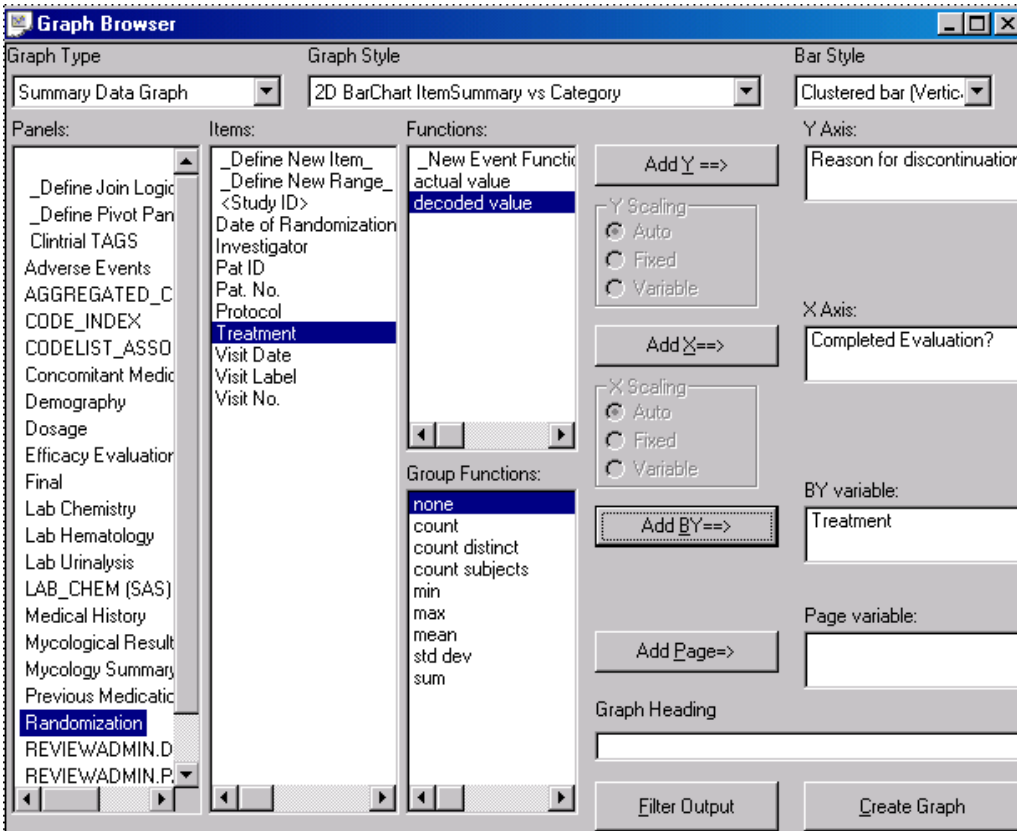 Graph Browser
Graph Type
Graph Style
Bar Style
Summary Data Graph
2D BarChart ItemSummary vs Category
Clustered bar (Vertic
Panels:
_Define Join Logic
_Define Pivot Pan
Clintrial TAGS
Adverse Events
AGGREGATED_C
CODE_INDEX
CODELIST_ASSO
Concomitant Medic
Demography
Dosage
Efficacy Evaluation
Final
Lab Chemistry
Lab Hematology
Lab Urinalysis
LAB_CHEM (SAS)
Medical History
Mycological Result
Mycology Summary
Previous Medicatic
Randomization
REVIEWADMIN.D
REVIEWADMIN.P
Items:
_Define New Item_
_Define New Range_
<Study ID>
Date of Randomization
Investigator
Pat ID
Pat. No.
Protocol
Treatment
Visit Date
Visit Label
Visit No.
Functions:
_New Event Functic
actual value
decoded value
Group Functions:
none
count
count distinct
count subjects
min
max
mean
std dev
sum
Add Y ==>
Y Scaling
Auto
Fixed
Variable
Add X==>
X Scaling
Auto
Fixed
Variable
Add BY==>
Add Page=>
Y Axis:
Reason for discontinuation
X Axis:
Completed Evaluation?
BY variable:
Treatment
Page variable:
Graph Heading
Filter Output
Create Graph